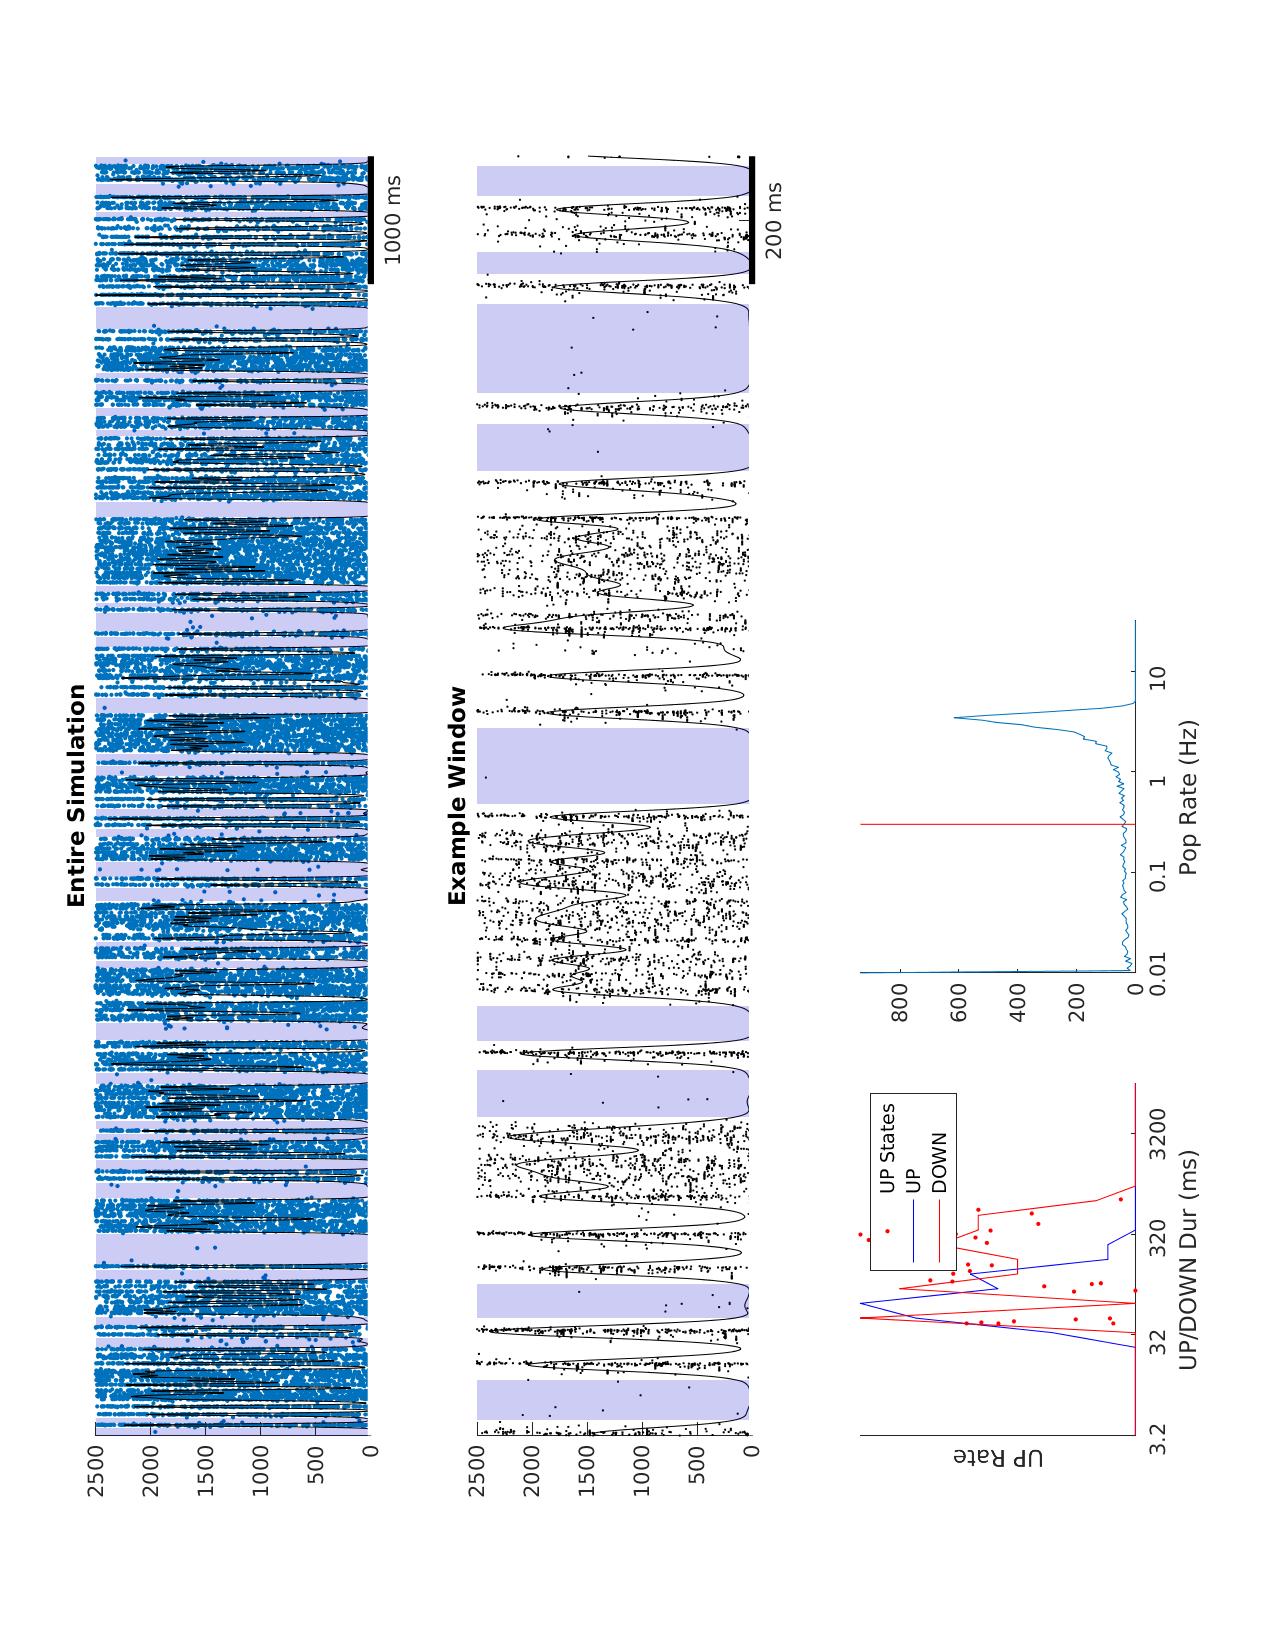 Entire Simulation
2500
2000
1500
1000
500
0
1000 ms
Example Window
2500
2000
1500
1000
500
0
200 ms
UP Rate
UP States
UP
DOWN
3.2 32 320 3200
UP/DOWN Dur (ms)
800
600
400
200
0
0.01 0.1 1 10
Pop Rate (Hz)